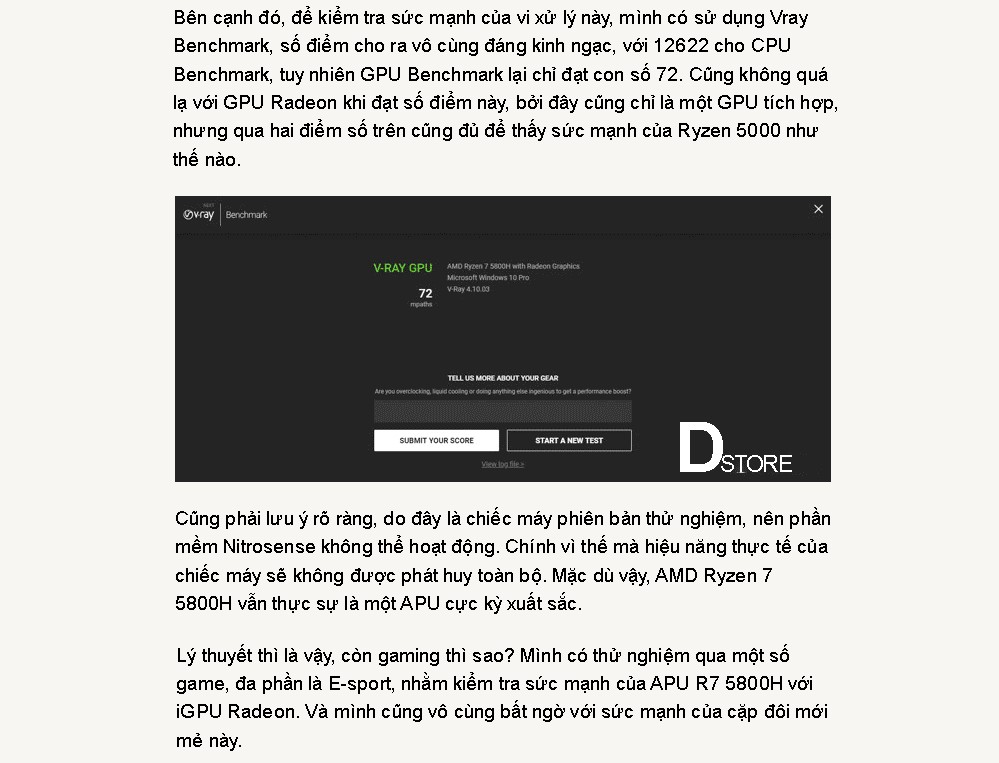 Bên cạnh đó, để kiểm tra sức mạnh của vi xử lý này, mình có sử dụng Vray
Benchmark, số điểm cho ra vô cùng đáng kinh ngạc, với 12622 cho CPU
Benchmark, tuy nhiên GPU Benchmark lại chỉ đạt con số 72. Cũng không quá
lạ với GPU Radeon khi đạt số điểm này, bởi đây cũng chỉ là một GPU tích hợp,
nhưng qua hai điểm số trên cũng đủ để thấy sức mạnh của Ryzen 5000 như
thế nào.
NEXT
v-ray Benchmark
V-RAY GPU AMD Ryzen 7 5800H with Radeon Graphics
Microsoft Windows 10 Pro
72 V-Ray 4.10.03
mpaths
TELL US MORE ABOUT YOUR GEAR
Are you overclocking, liquid cooling or doing anything else ingenious to get a performance boost?
SUBMIT YOUR SCORE START A NEW TEST
View log file >
DSTORE
Cũng phải lưu ý rõ ràng, do đây là chiếc máy phiên bản thử nghiệm, nên phần
mềm Nitrosense không thể hoạt động. Chính vì thế mà hiệu năng thực tế của
chiếc máy sẽ không được phát huy toàn bộ. Mặc dù vậy, AMD Ryzen 7
5800H vẫn thực sự là một APU cực kỳ xuất sắc.
Lý thuyết thì là vậy, còn gaming thì sao? Mình có thử nghiệm qua một số
game, đa phần là E-sport, nhằm kiểm tra sức mạnh của APU R7 5800H với
iGPU Radeon. Và mình cũng vô cùng bất ngờ với sức mạnh của cặp đôi mới
mẻ này.